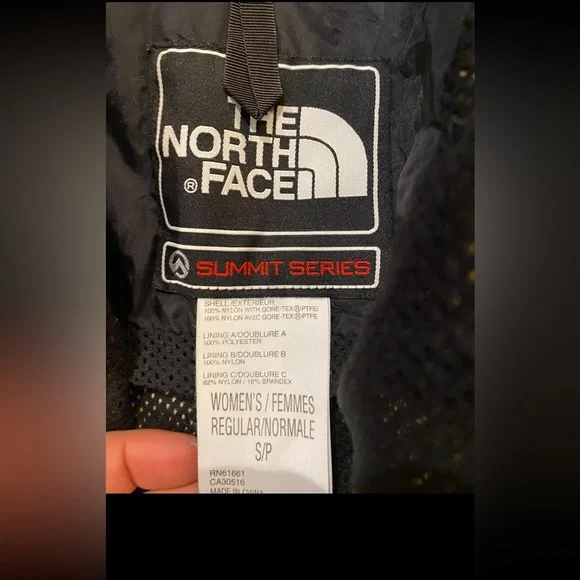 THE
NORTH
® FACE
SUMMIT SERIES
SHELL/EXTERIEUR
100% NYLON WITH GORE-TEX®PTFE/
100% NYLON AVEC GORE-TEX®PTFE
LINING A/DOUBLURE A
100% POLYESTER
LINING B/DOUBLURE B
100% NYLON
LINING C/DOUBLURE C
82% NYLON / 18% SPANDEX
WOMEN'S / FEMMES
REGULAR/NORMALE
S/P
RN61661
CA30516
MADE IN CHINA